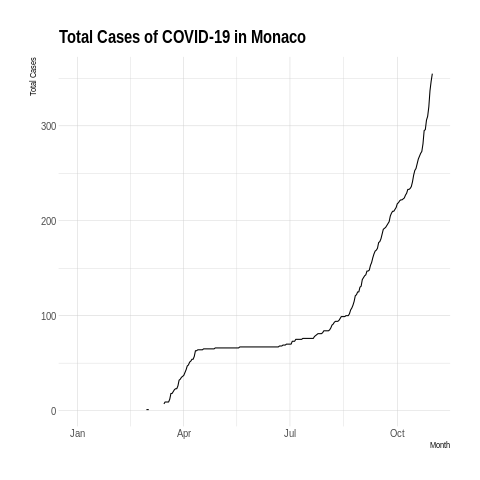 Total Cases of COVID-19 in Monaco
Total Cases
300
200
100
0
Jan Apr Jul Oct
Month